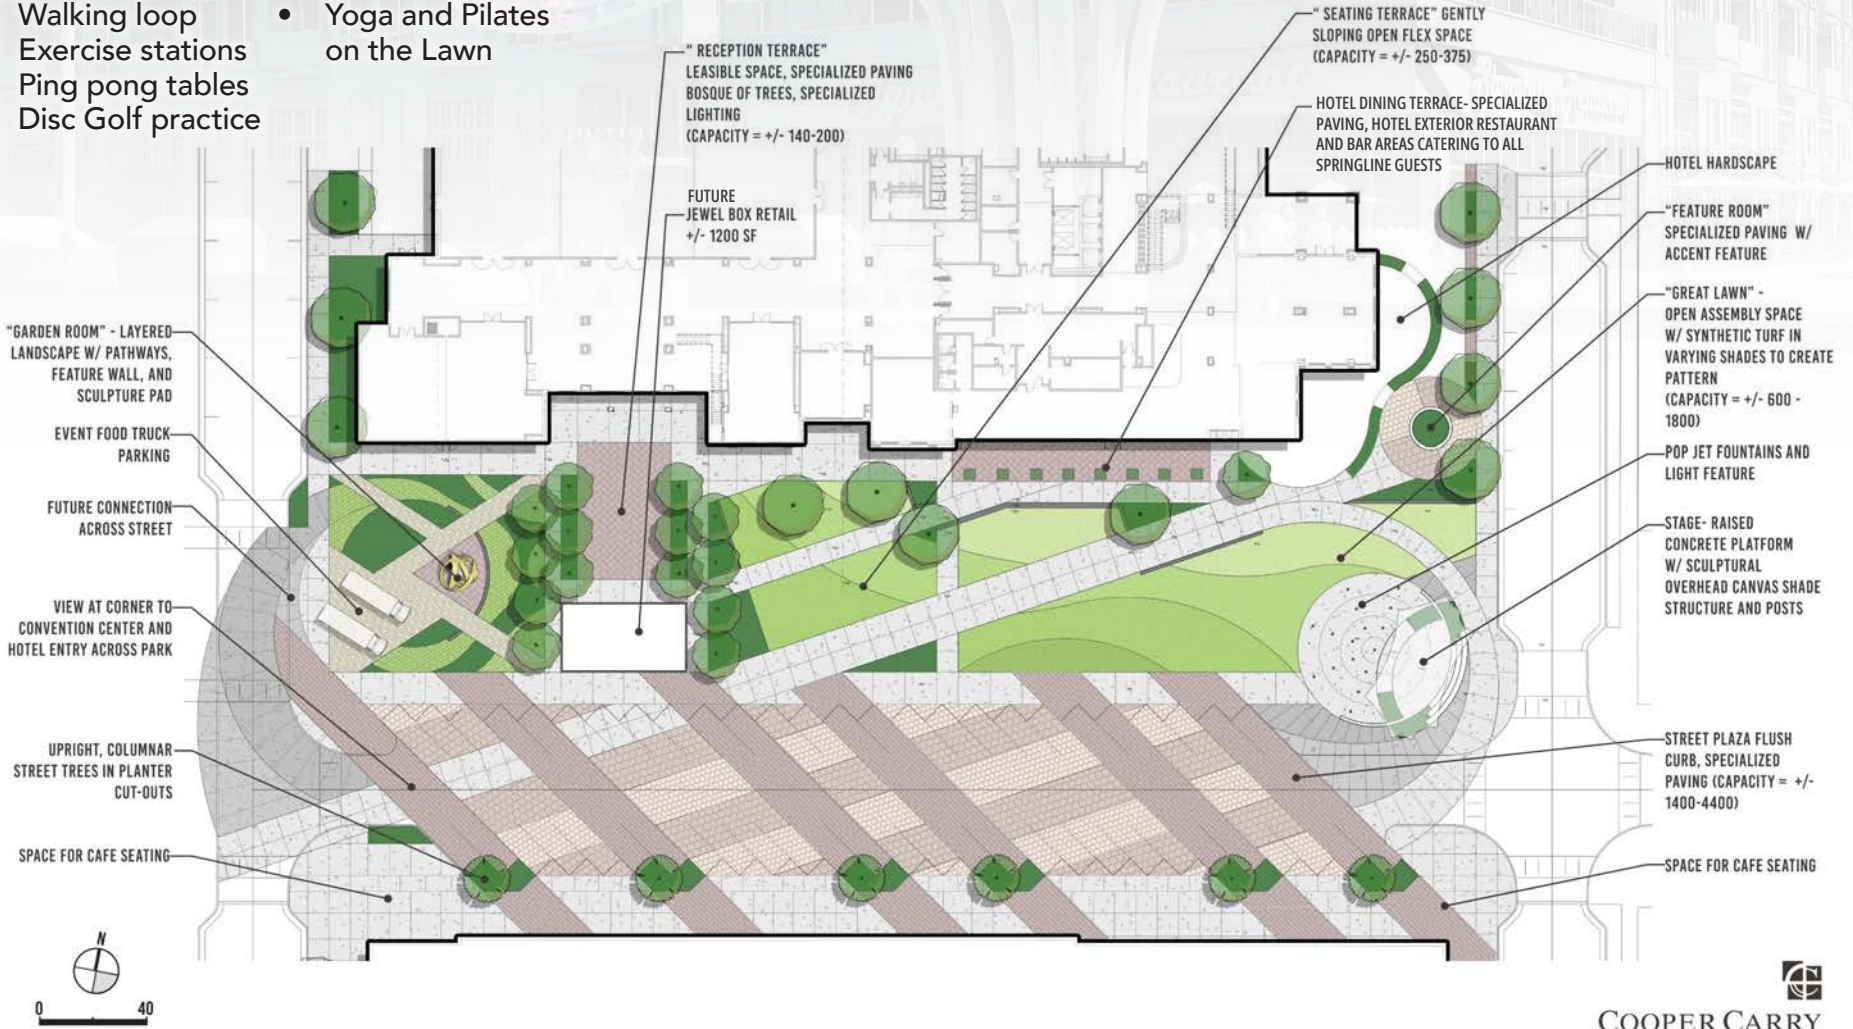 Walking loop
Exercise stations
Ping pong tables
Disc Golf practice
• Yoga and Pilates
on the Lawn
“ RECEPTION TERRACE”
LEASIBLE SPACE, SPECIALIZED PAVING
BOSQUE OF TREES, SPECIALIZED
LIGHTING
(CAPACITY = +/- 140-200)
FUTURE
JEWEL BOX RETAIL
+/- 1200 SF
“ SEATING TERRACE” GENTLY
SLOPING OPEN FLEX SPACE
(CAPACITY = +/- 250-375)
HOTEL DINING TERRACE- SPECIALIZED
PAVING, HOTEL EXTERIOR RESTAURANT
AND BAR AREAS CATERING TO ALL
SPRINGLINE GUESTS
“GARDEN ROOM” - LAYERED
LANDSCAPE W/ PATHWAYS,
FEATURE WALL, AND
SCULPTURE PAD
EVENT FOOD TRUCK
PARKING
FUTURE CONNECTION
ACROSS STREET
VIEW AT CORNER TO
CONVENTION CENTER AND
HOTEL ENTRY ACROSS PARK
UPRIGHT, COLUMNAR
STREET TREES IN PLANTER
CUT-OUTS
SPACE FOR CAFE SEATING
HOTEL HARDSCAPE
“FEATURE ROOM”
SPECIALIZED PAVING W/
ACCENT FEATURE
“GREAT LAWN” -
OPEN ASSEMBLY SPACE
W/ SYNTHETIC TURF IN
VARYING SHADES TO CREATE
PATTERN
(CAPACITY = +/- 600 -
1800)
POP JET FOUNTAINS AND
LIGHT FEATURE
STAGE- RAISED
CONCRETE PLATFORM
W/ SCULPTURAL
OVERHEAD CANVAS SHADE
STRUCTURE AND POSTS
STREET PLAZA FLUSH
CURB, SPECIALIZED
PAVING (CAPACITY = +/-
1400-4400)
SPACE FOR CAFE SEATING
N
0 40
COOPER CARRY